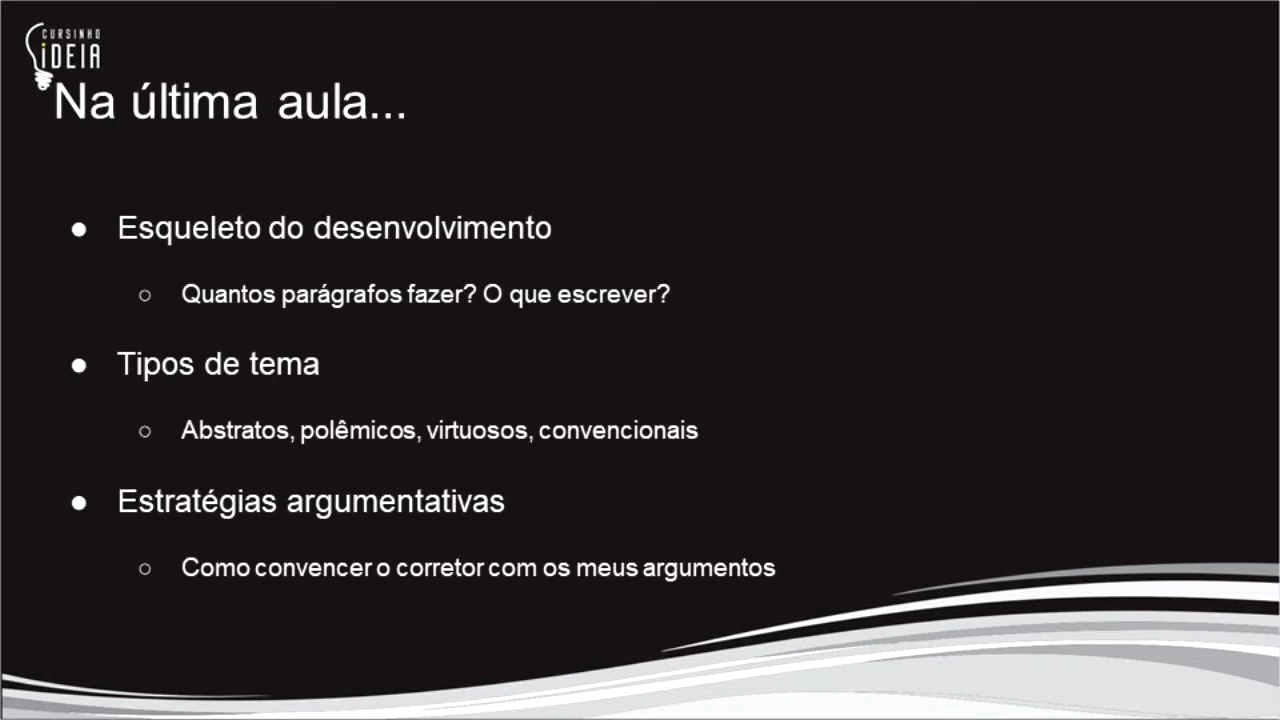 CURSINHO
iDEIA
Na última aula...
● Esqueleto do desenvolvimento
○ Quantos parágrafos fazer? O que escrever?
● Tipos de tema
○ Abstratos, polêmicos, virtuosos, convencionais
● Estratégias argumentativas
○ Como convencer o corretor com os meus argumentos